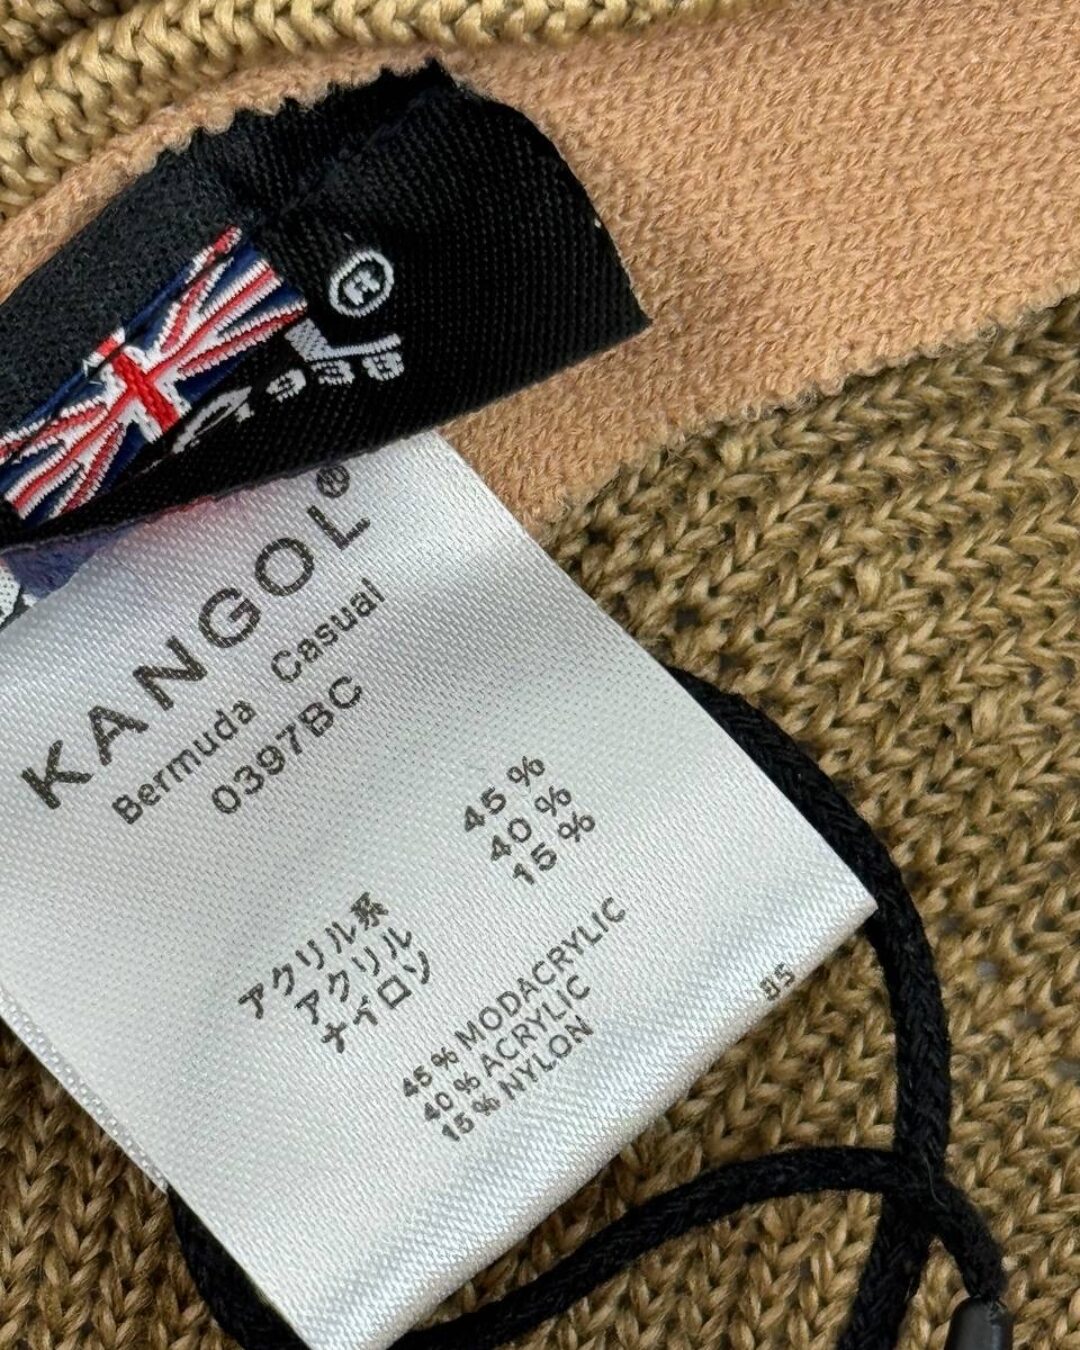 ®
1938
KANGOL®
Bermuda Casual
0397BC
アクリル系 45 %
アクリル 40 %
ナイロン 15 %
45 % MODACRYLIC
40 % ACRYLIC
15 % NYLON